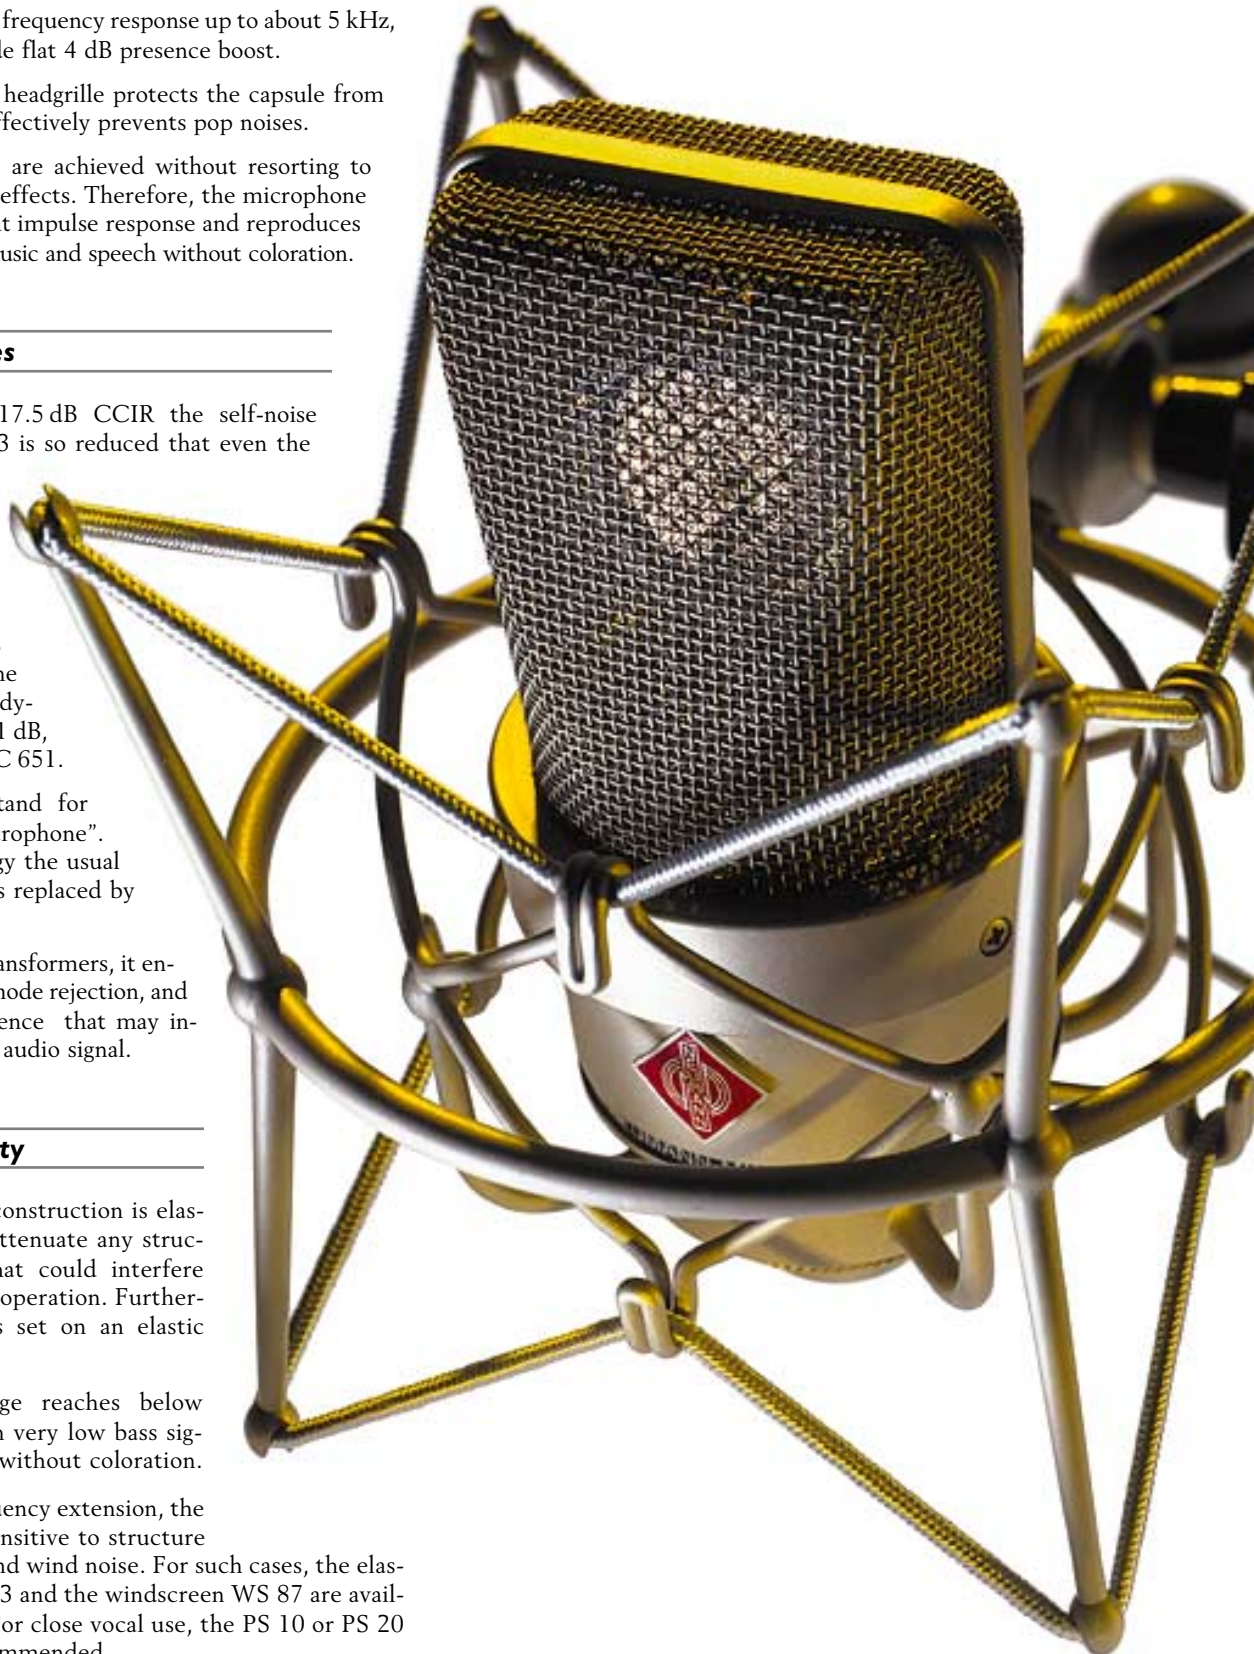 frequency response up to about 5 kHz,
le flat 4 dB presence boost.
headgrille protects the capsule from
ffectively prevents pop noises.
are achieved without resorting to
effects. Therefore, the microphone
t impulse response and reproduces
usic and speech without coloration.
es
17.5 dB CCIR the self-noise
3 is so reduced that even the
ne
dy-
1 dB,
C 651.
tand for
crophone”.
gy the usual
s replaced by
ansformers, it en-
node rejection, and
ence that may in-
audio signal.
ty
construction is elas-
ttenuate any struc-
hat could interfere
operation. Further-
s set on an elastic
ge reaches below
n very low bass sig-
without coloration.
uency extension, the
nsitive to structure
nd wind noise. For such cases, the elas-
3 and the windscreen WS 87 are avail-
or close vocal use, the PS 10 or PS 20
ommended.
NEUMANN